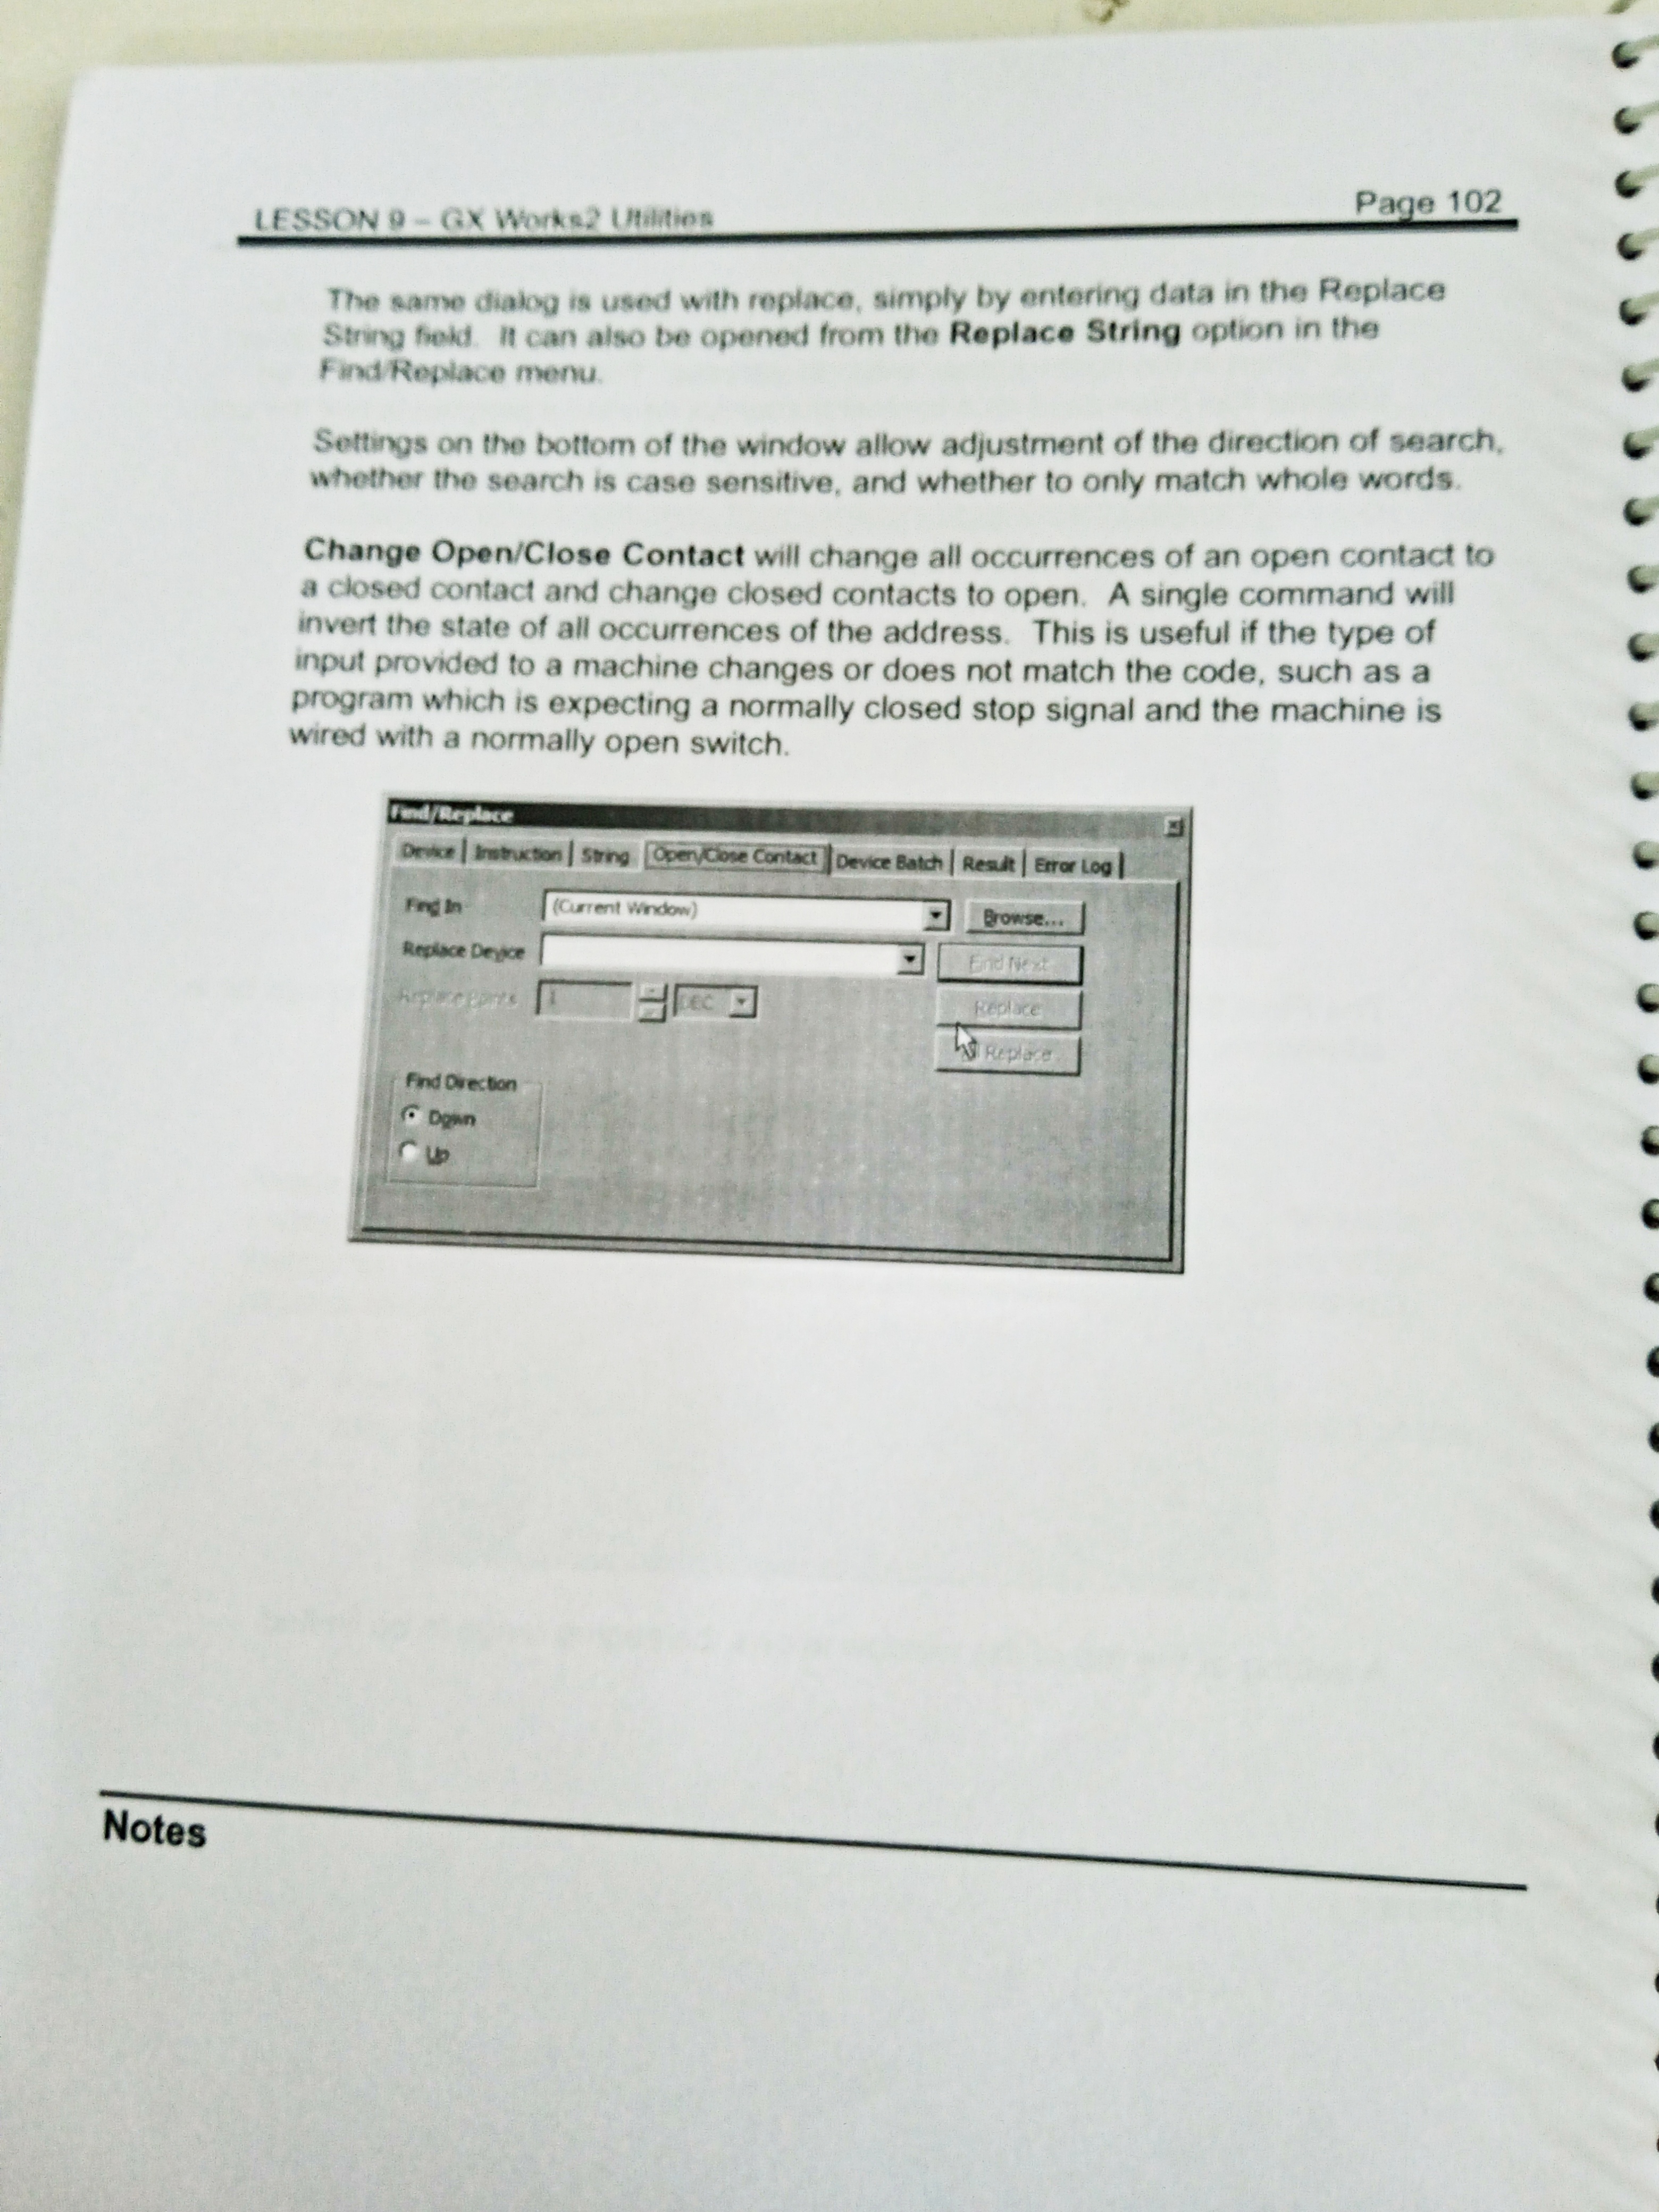 LESSON 9 – GX Works2 Utilities
Page 102
The same dialog is used with replace, simply by entering data in the Replace
String field. It can also be opened from the Replace String option in the
Find/Replace menu.
Settings on the bottom of the window allow adjustment of the direction of search,
whether the search is case sensitive, and whether to only match whole words.
Change Open/Close Contact will change all occurrences of an open contact to
a closed contact and change closed contacts to open. A single command will
invert the state of all occurrences of the address. This is useful if the type of
input provided to a machine changes or does not match the code, such as a
program which is expecting a normally closed stop signal and the machine is
wired with a normally open switch.
Find/Replace
Device Instruction String Open/Close Contact Device Batch Result Error Log
Find In (Current Window) Browse...
Replace Device Find Next
Replace Points 1 DEC Replace
Replace
Find Direction
Down
Up
Notes